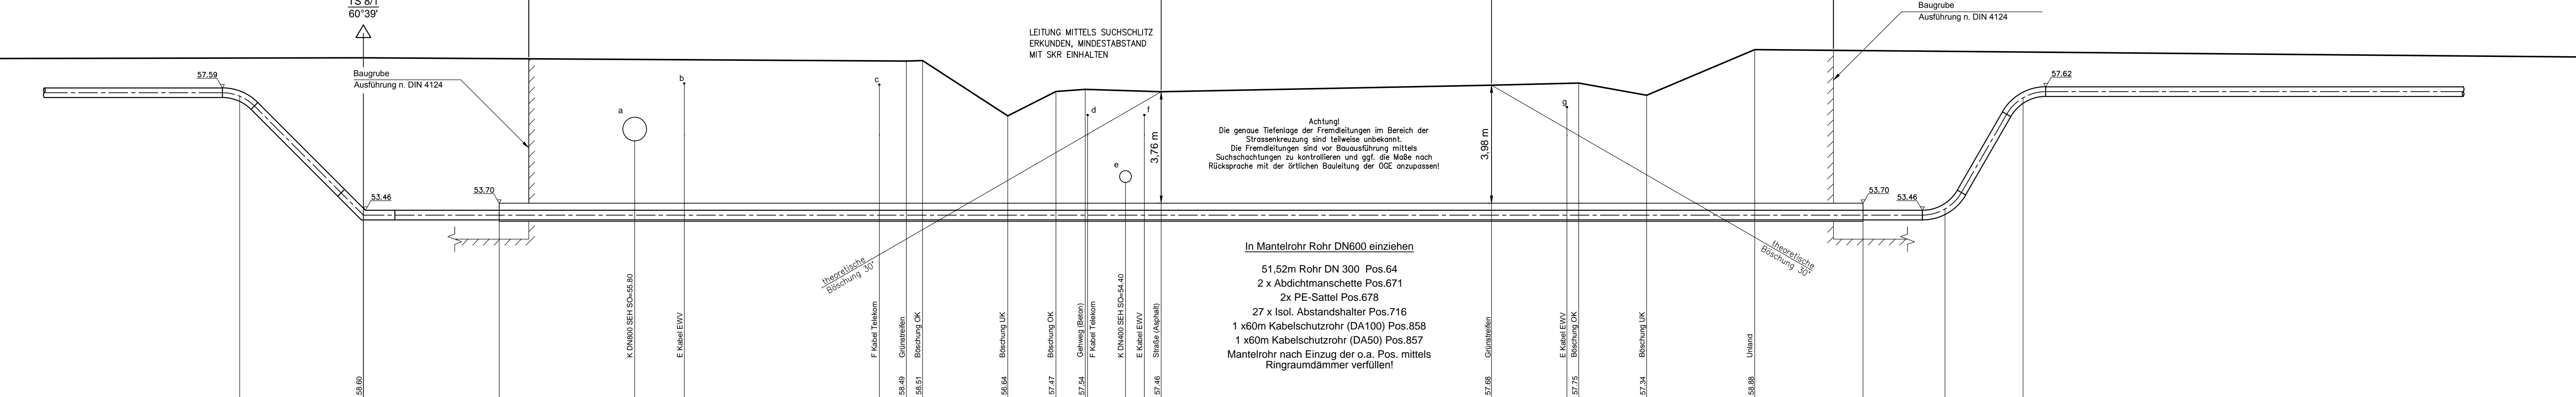 TS 8/1
60°39'
57.59
Baugrube
Ausführung n. DIN 4124
53.46
53.70
a
b
c
LEITUNG MITTELS SUCHSCHLITZ
ERKUNDEN, MINDESTABSTAND
MIT SKR EINHALTEN
d
e
f
3,76 m
Achtung!
Die genaue Tiefenlage der Fremdleitungen im Bereich der
Strassenkreuzung sind teilweise unbekannt.
Die Fremdleitungen sind vor Bauausführung mittels
Suchschachtungen zu kontrollieren und ggf. die Maße nach
Rücksprache mit der örtlichen Bauleitung der OGE anzupassen!
3,98 m
g
Baugrube
Ausführung n. DIN 4124
57.62
53.70
53.46
theoretische
Böschung 30°
theoretische
Böschung 30°
In Mantelrohr Rohr DN600 einziehen
51,52m Rohr DN 300 Pos.64
2 x Abdichtmanschette Pos.671
2x PE-Sattel Pos.678
27 x Isol. Abstandshalter Pos.716
1 x60m Kabelschutzrohr (DA100) Pos.858
1 x60m Kabelschutzrohr (DA50) Pos.857
Mantelrohr nach Einzug der o.a. Pos. mittels
Ringraumdämmer verfüllen!
58.60
K DN800 SEH SO=55.80
E Kabel EWV
F Kabel Telekom
Grünstreifen
58.49
Böschung OK
58.51
Böschung UK
56.64
Böschung OK
57.47
Gehweg (Beton)
57.54
F Kabel Telekom
K DN400 SEH SO=54.40
E Kabel EWV
Straße (Asphalt)
57.46
Grünstreifen
57.68
E Kabel EWV
Böschung OK
57.75
Böschung UK
57.34
Unland
58.88